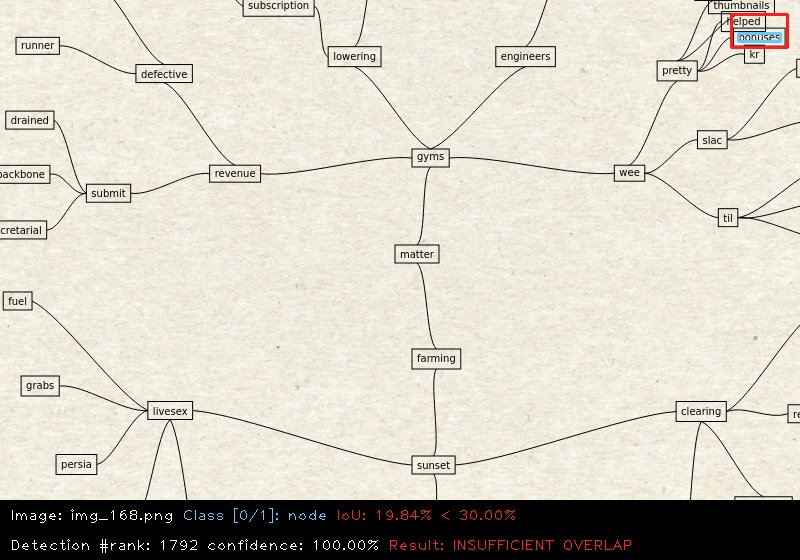 subscription
thumbnails
helped
bonuses
kr
runner
defective
lowering
engineers
pretty
drained
slac
gyms
backbone
submit
revenue
wee
cretarial
til
matter
fuel
farming
grabs
livesex
clearing
re
persia
sunset
Image: img_168.png Class [0/1]: node IoU: 19.84% < 30.00%
Detection #rank: 1792 confidence: 100.00% Result: INSUFFICIENT OVERLAP